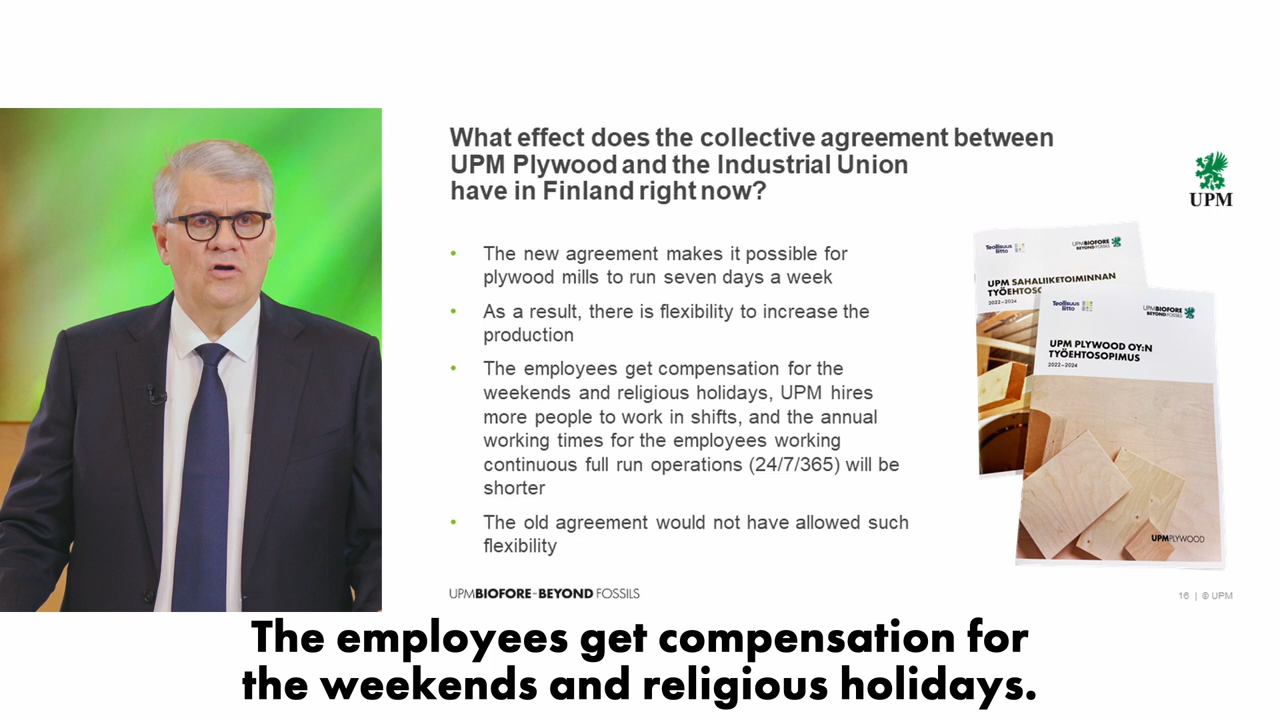 What effect does the collective agreement between
UPM Plywood and the Industrial Union
have in Finland right now?
UPM
• The new agreement makes it possible for
plywood mills to run seven days a week
• As a result, there is flexibility to increase the
production
• The employees get compensation for the
weekends and religious holidays, UPM hires
more people to work in shifts, and the annual
working times for the employees working
continuous full run operations (24/7/365) will be
shorter
• The old agreement would not have allowed such
flexibility
Teollisuus
liitto
UPMBIOFORE
BEYOND FOSSILS
UPM SAHALIIKETOIMINNAN
2022–2024
Teollisuus
liitto
UPMBIOFORE
BEYOND FOSSILS
UPM PLYWOOD OY:N
TYÖEHTOSOPIMUS
2022–2024
UPMPLYWOOD
UPMBIOFORE–BEYOND FOSSILS
16 | © UPM
The employees get compensation for
the weekends and religious holidays.